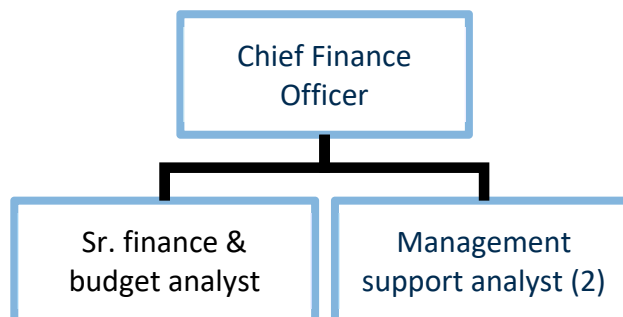 Chief Finance
Officer
Sr. finance &
budget analyst
Management
support analyst (2)